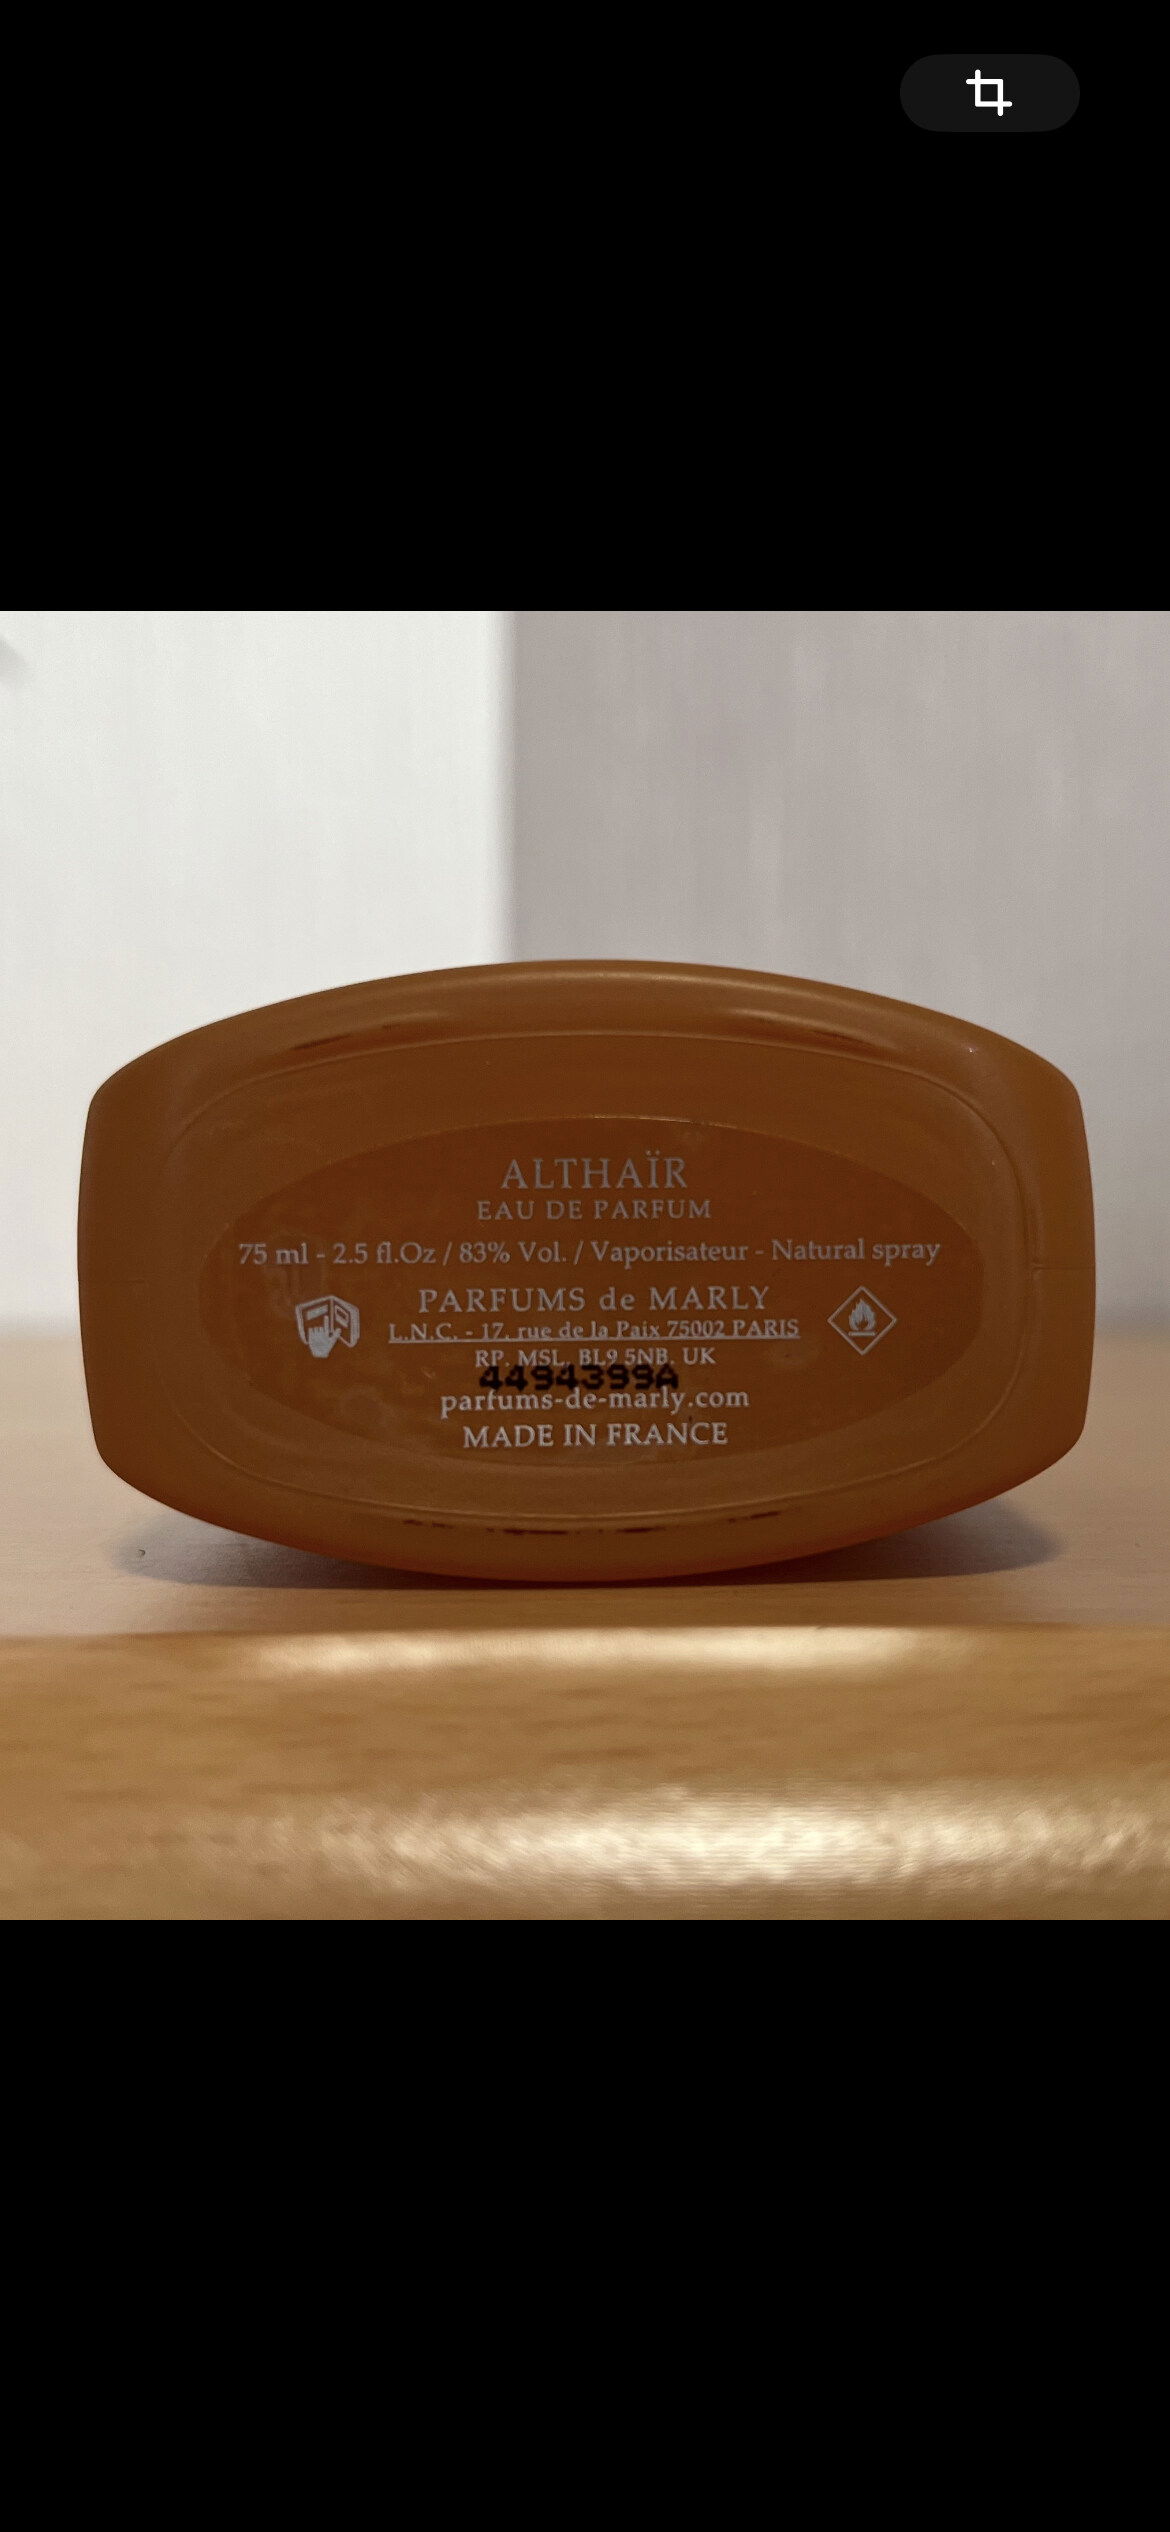 ALTHAÏR
EAU DE PARFUM
75 ml - 2.5 fl.Oz / 83% Vol. / Vaporisateur - Natural spray
PARFUMS de MARLY
L.N.C. - 17, rue de la Paix 75002 PARIS
RP. MSL, BL9 5NB, UK
4494399A
parfums-de-marly.com
MADE IN FRANCE